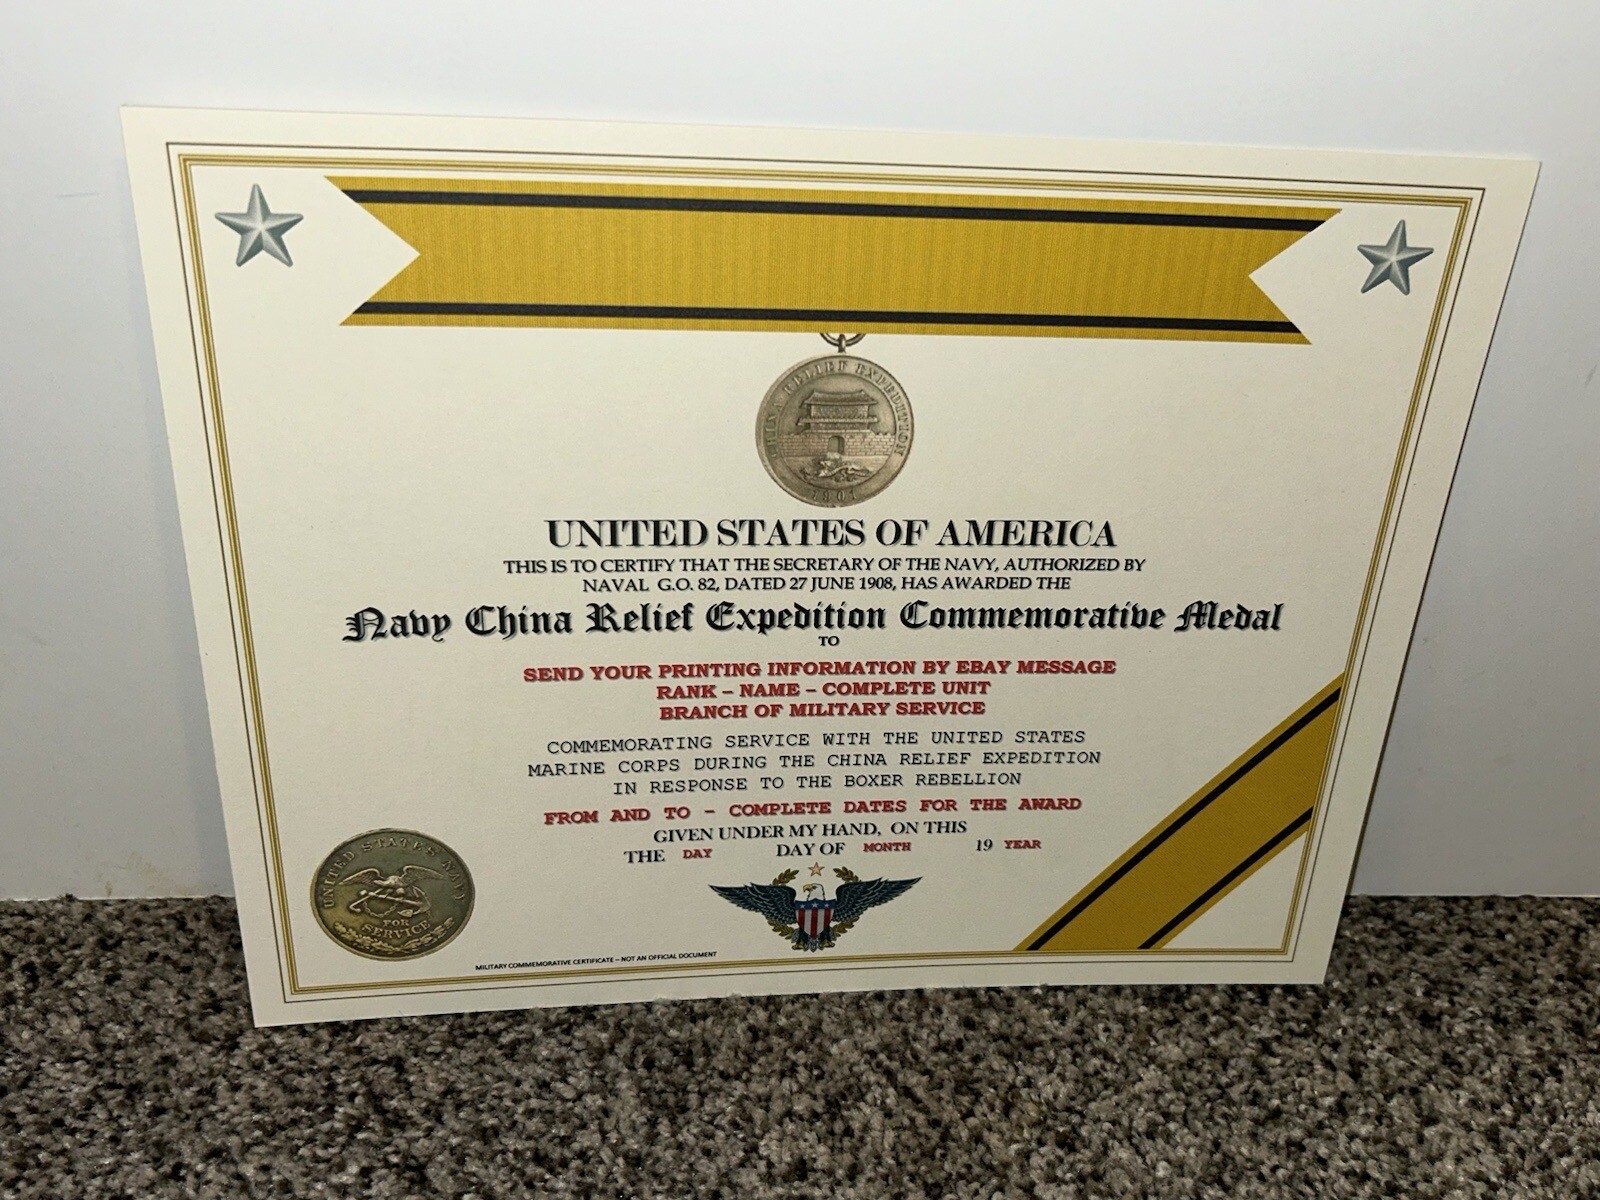 CHINA RELIEF EXPEDITION
1901
UNITED STATES OF AMERICA
THIS IS TO CERTIFY THAT THE SECRETARY OF THE NAVY, AUTHORIZED BY
NAVAL G.O. 82, DATED 27 JUNE 1908, HAS AWARDED THE
Navy China Relief Expedition Commemorative Medal
TO
SEND YOUR PRINTING INFORMATION BY EBAY MESSAGE
RANK – NAME – COMPLETE UNIT
BRANCH OF MILITARY SERVICE
COMMEMORATING SERVICE WITH THE UNITED STATES
MARINE CORPS DURING THE CHINA RELIEF EXPEDITION
IN RESPONSE TO THE BOXER REBELLION
FROM AND TO – COMPLETE DATES FOR THE AWARD
GIVEN UNDER MY HAND, ON THIS
THE DAY DAY OF MONTH 19 YEAR
UNITED STATES NAVY
FOR
SERVICE
MILITARY COMMEMORATIVE CERTIFICATE – NOT AN OFFICIAL DOCUMENT